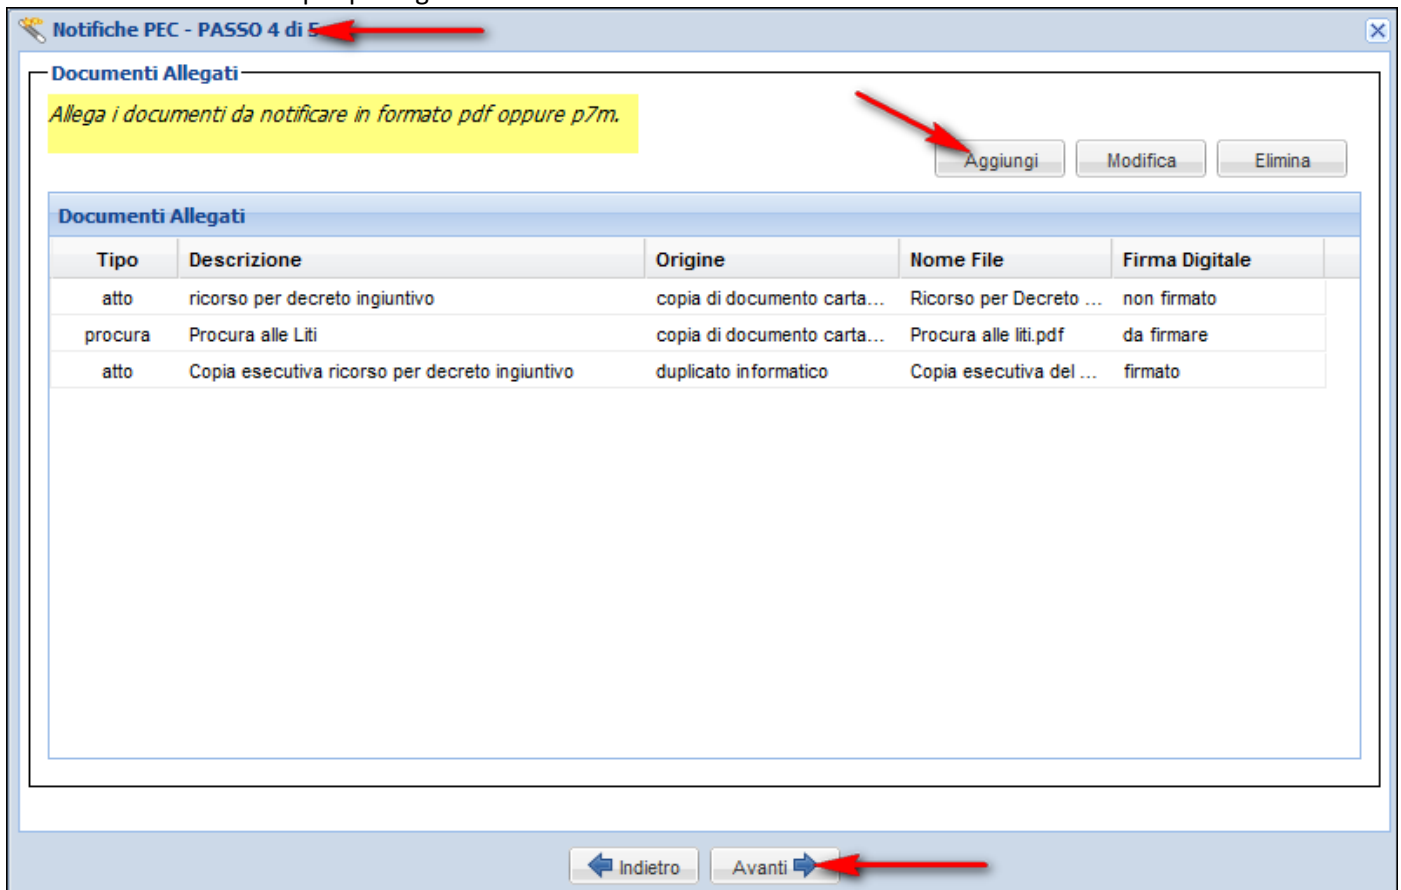 Notifiche PEC - PASSO 4 di 5
Documenti Allegati
Allega i documenti da notificare in formato pdf oppure p7m.
Aggiungi Modifica Elimina
Documenti Allegati
Tipo Descrizione Origine Nome File Firma Digitale
atto ricorso per decreto ingiuntivo copia di documento carta... Ricorso per Decreto ... non firmato
procura Procura alle Liti copia di documento carta... Procura alle liti.pdf da firmare
atto Copia esecutiva ricorso per decreto ingiuntivo duplicato informatico Copia esecutiva del ... firmato
Indietro Avanti